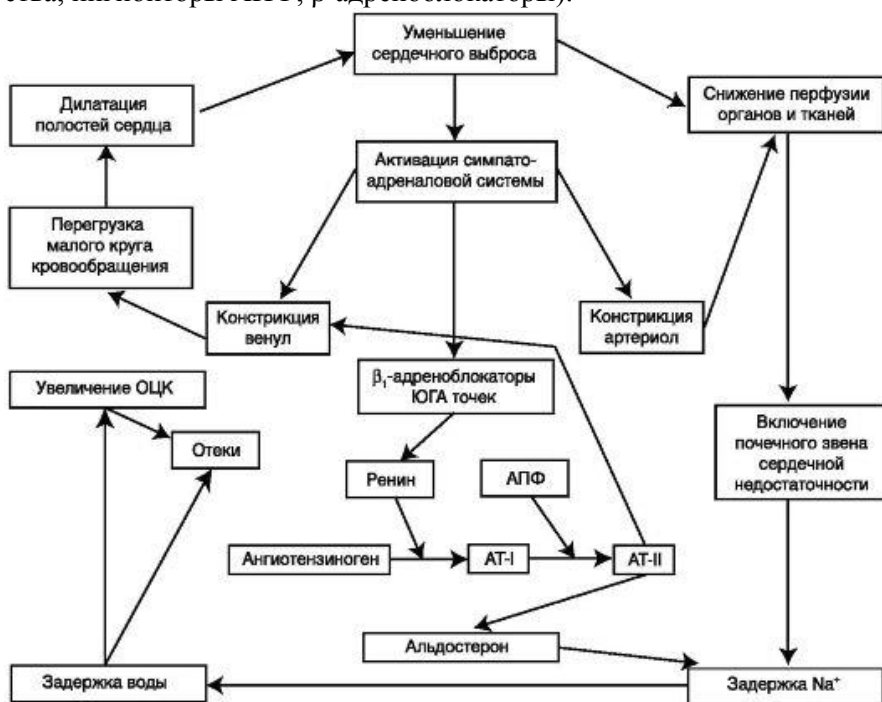 Уменьшение
сердечного выброса
Дилатация
полостей сердца
Снижение перфузии
органов и тканей
Активация симпато-
адреналовой системы
Перегрузка
малого круга
кровообращения
Констрикция
венул
Констрикция
артериол
β₁-адреноблокаторы
ЮГА точек
Увеличение ОЦК
Отеки
Включение
почечного звена
сердечной
недостаточности
Ренин
АПФ
Ангиотензиноген
АТ-I
АТ-II
Альдостерон
Задержка воды
Задержка Na⁺